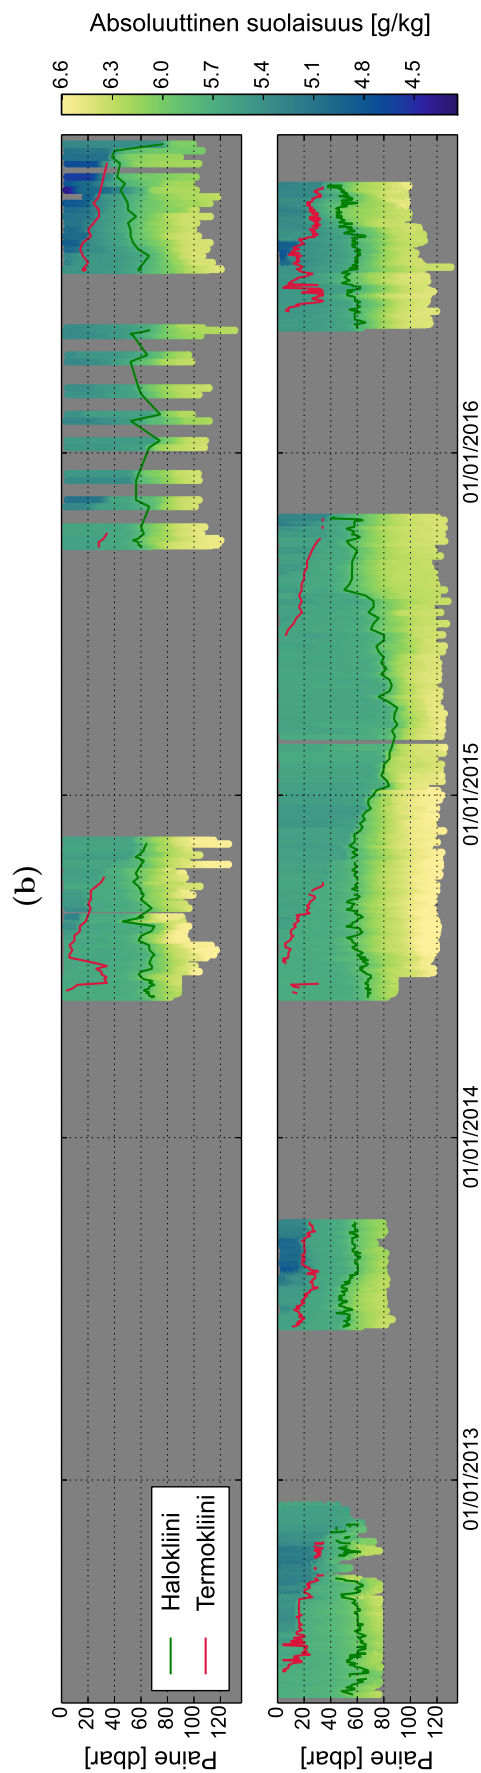 (b)
Absoluuttinen suolaisuus [g/kg]
6.6 6.3 6.0 5.7 5.4 5.1 4.8 4.5
Paine [dbar]
0
20
40
60
80
100
120
Halokliini
Termokliini
Paine [dbar]
0
20
40
60
80
100
120
01/01/2013 01/01/2014 01/01/2015 01/01/2016